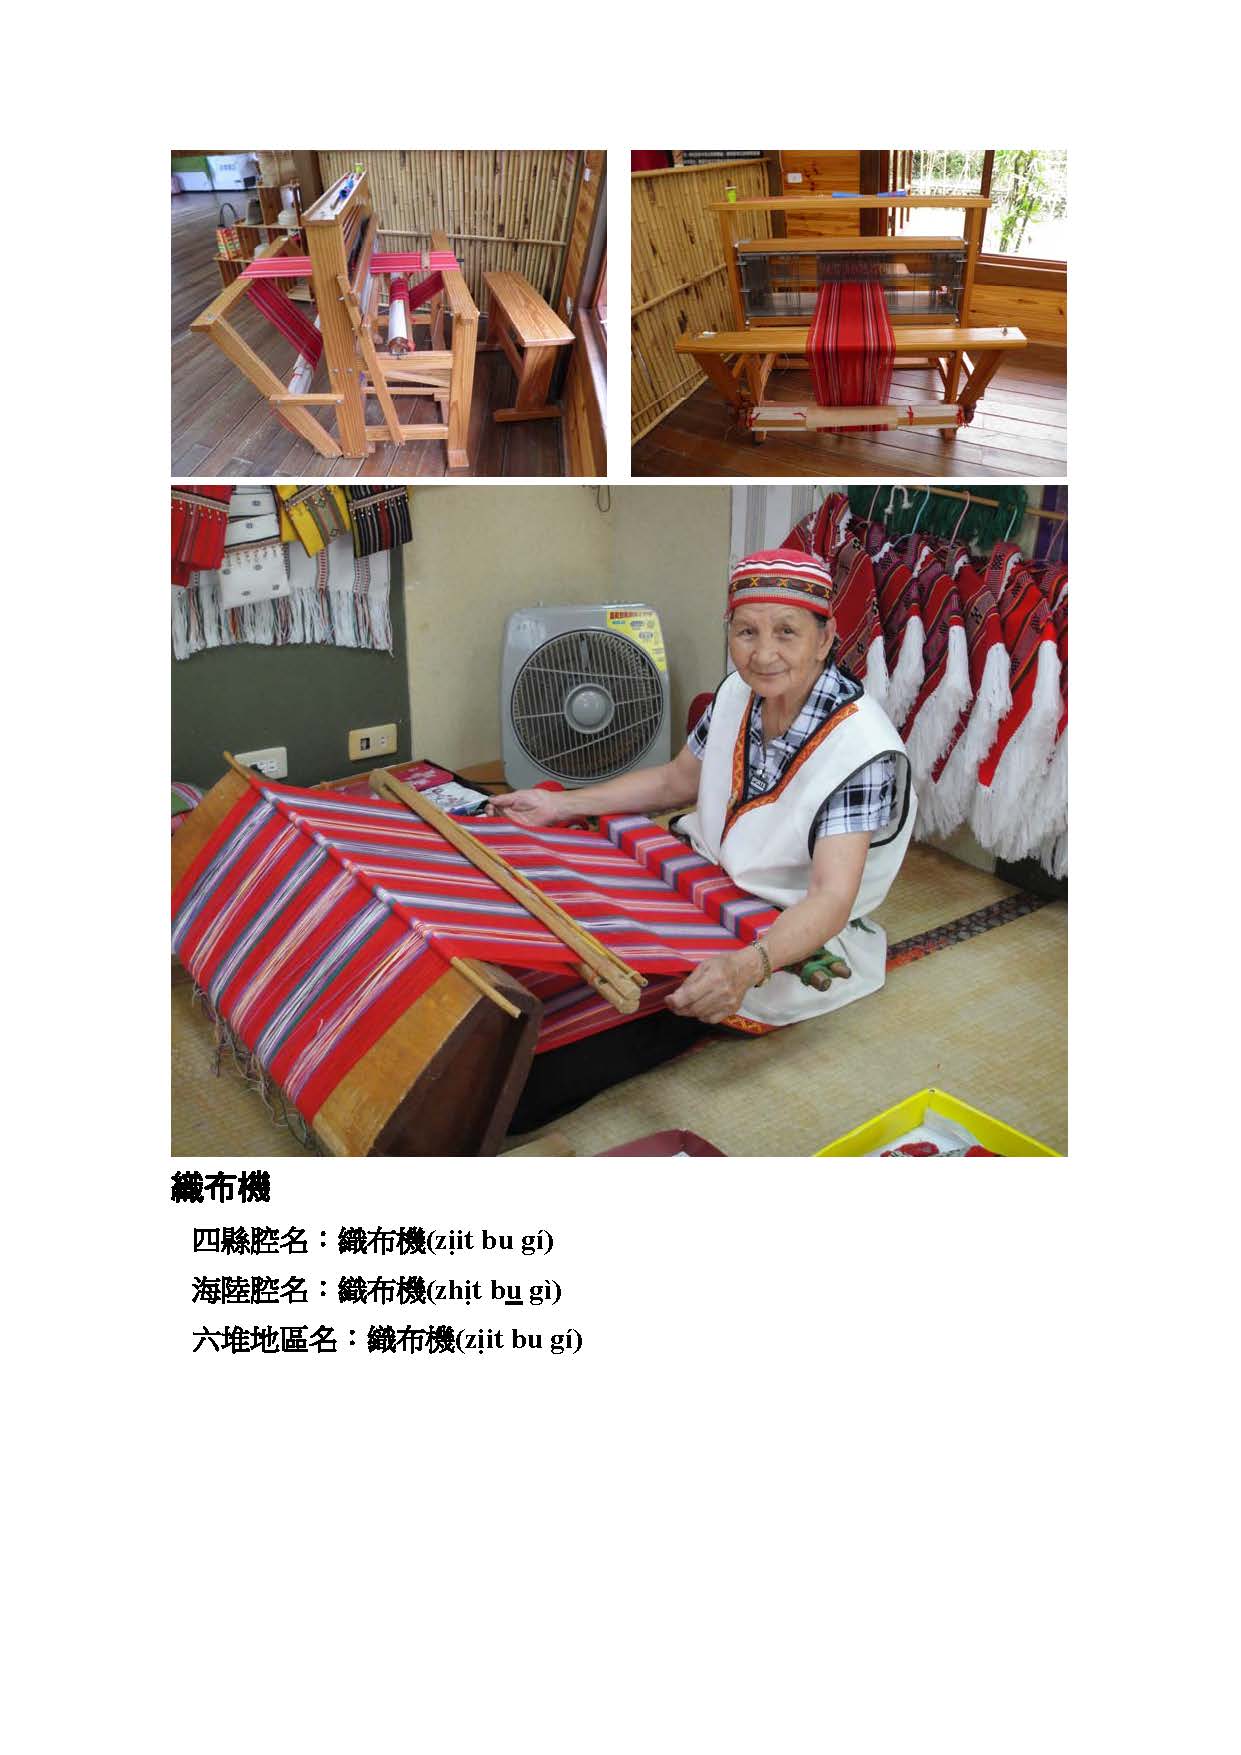 織布機
四縣腔名：織布機(zṳit bu gí)
海陸腔名：織布機(zhịt bu̲ gì)
六堆地區名：織布機(zịit bu gí)